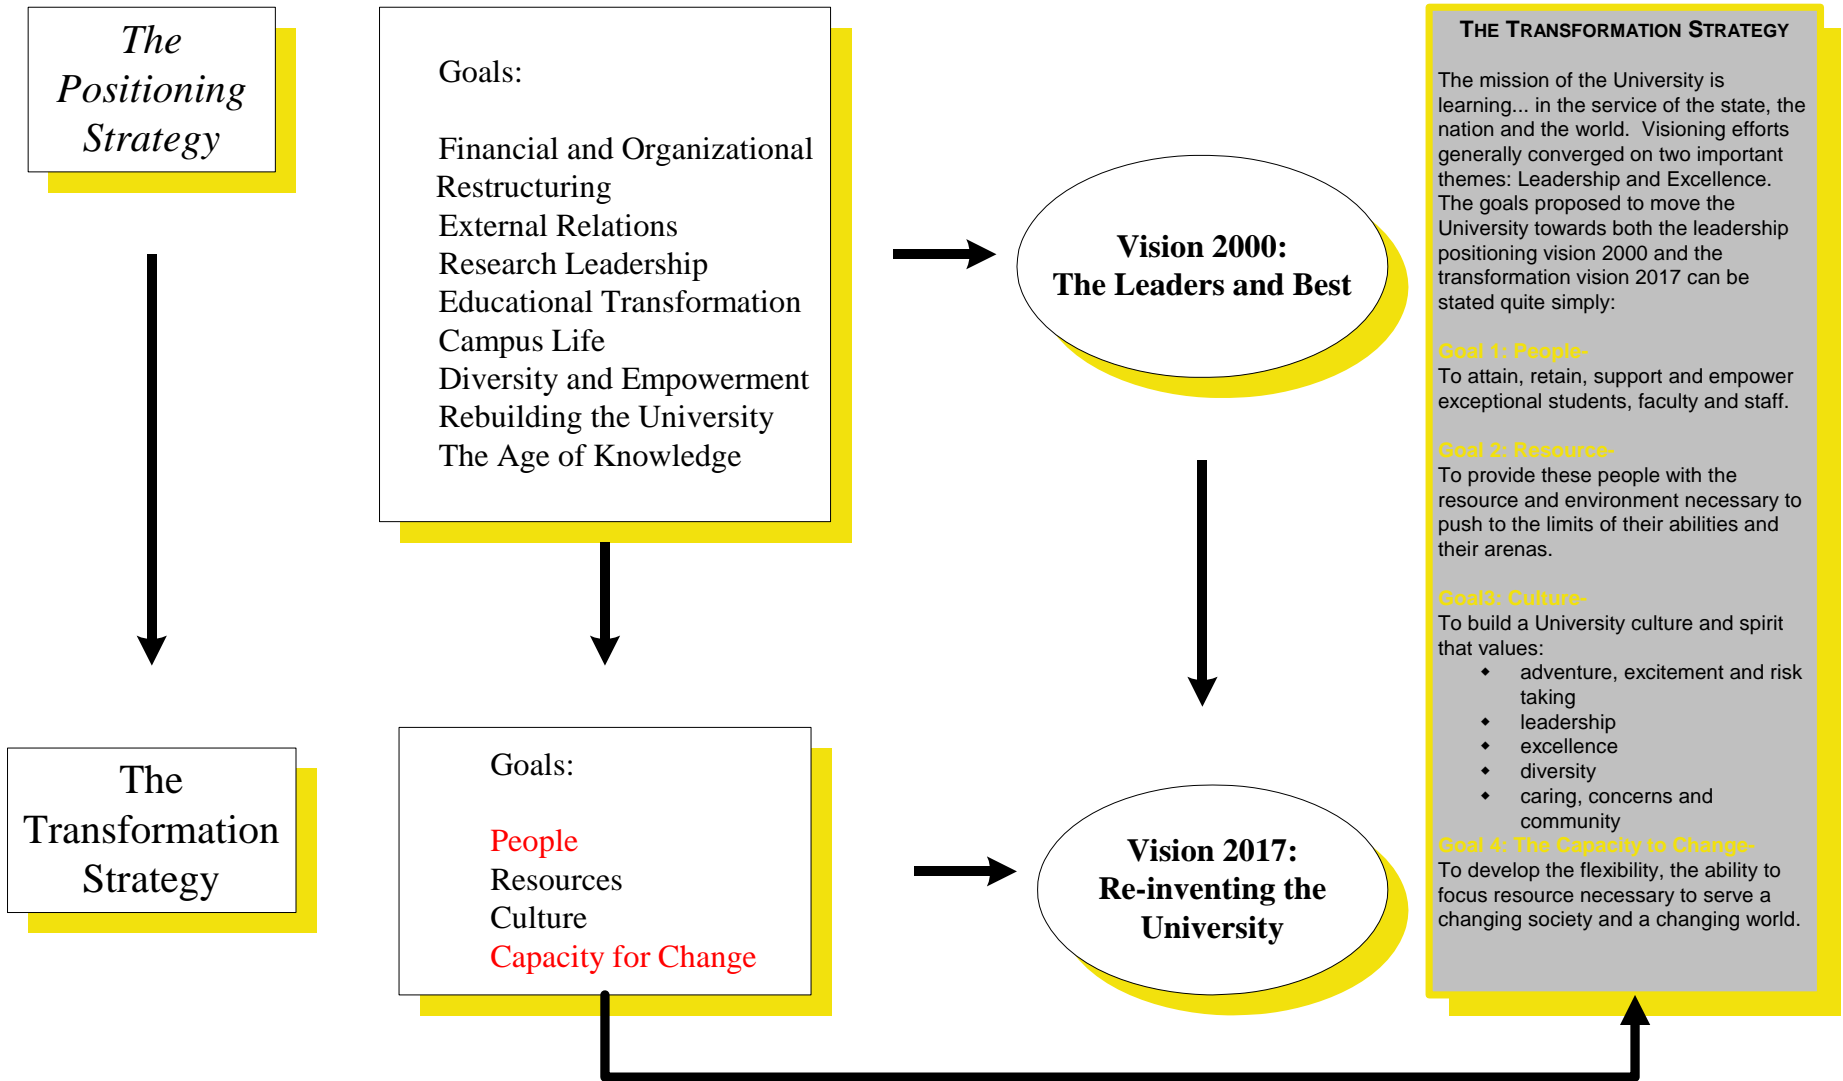 The
Positioning
Strategy
Goals:
Financial and Organizational
Restructuring
External Relations
Research Leadership
Educational Transformation
Campus Life
Diversity and Empowerment
Rebuilding the University
The Age of Knowledge
Vision 2000:
The Leaders and Best
The
Transformation
Strategy
Goals:
People
Resources
Culture
Capacity for Change
Vision 2017:
Re-inventing the
University
THE TRANSFORMATION STRATEGY
The mission of the University is
learning... in the service of the state, the
nation and the world.  Visioning efforts
generally converged on two important
themes: Leadership and Excellence.
The goals proposed to move the
University towards both the leadership
positioning vision 2000 and the
transformation vision 2017 can be
stated quite simply:
Goal 1: People-
To attain, retain, support and empower
exceptional students, faculty and staff.
Goal 2: Resource-
To provide these people with the
resource and environment necessary to
push to the limits of their abilities and
their arenas.
Goal3: Culture-
To build a University culture and spirit
that values:
◆ adventure, excitement and risk
taking
◆ leadership
◆ excellence
◆ diversity
◆ caring, concerns and
community
Goal 4: The Capacity to Change-
To develop the flexibility, the ability to
focus resource necessary to serve a
changing society and a changing world.